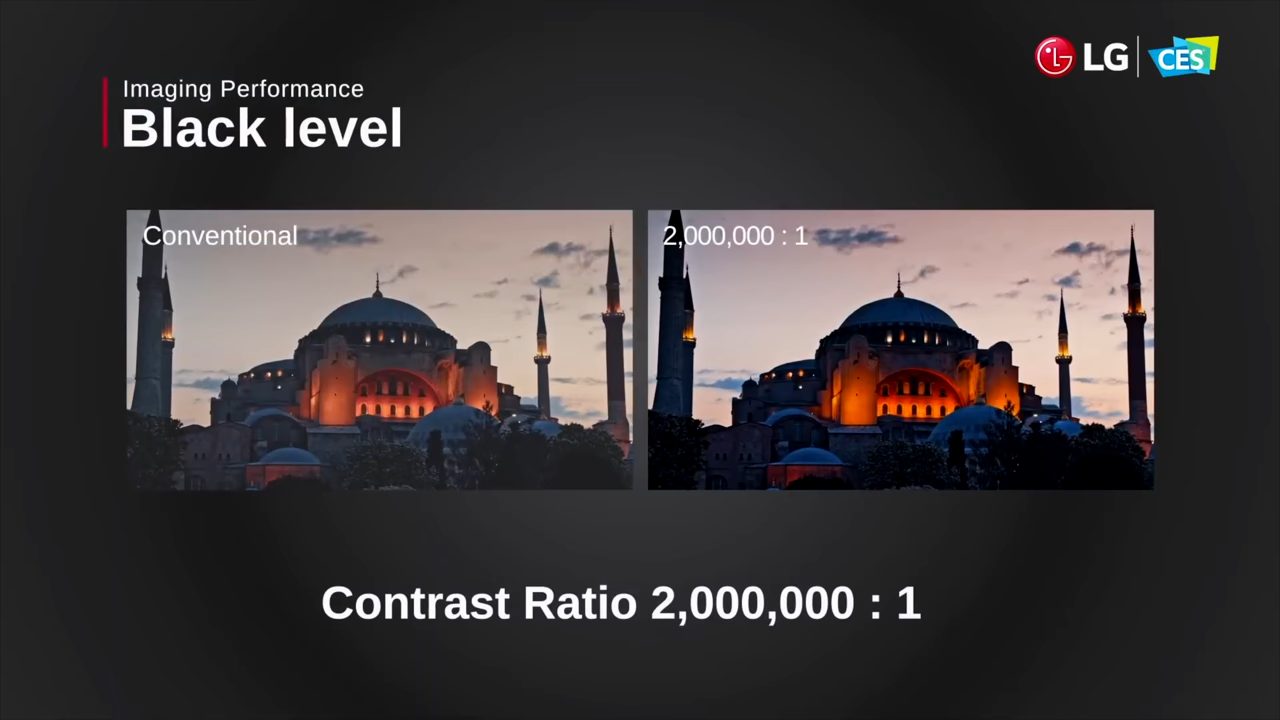 LG CES
Imaging Performance
Black level
Conventional
2,000,000 : 1
Contrast Ratio 2,000,000 : 1